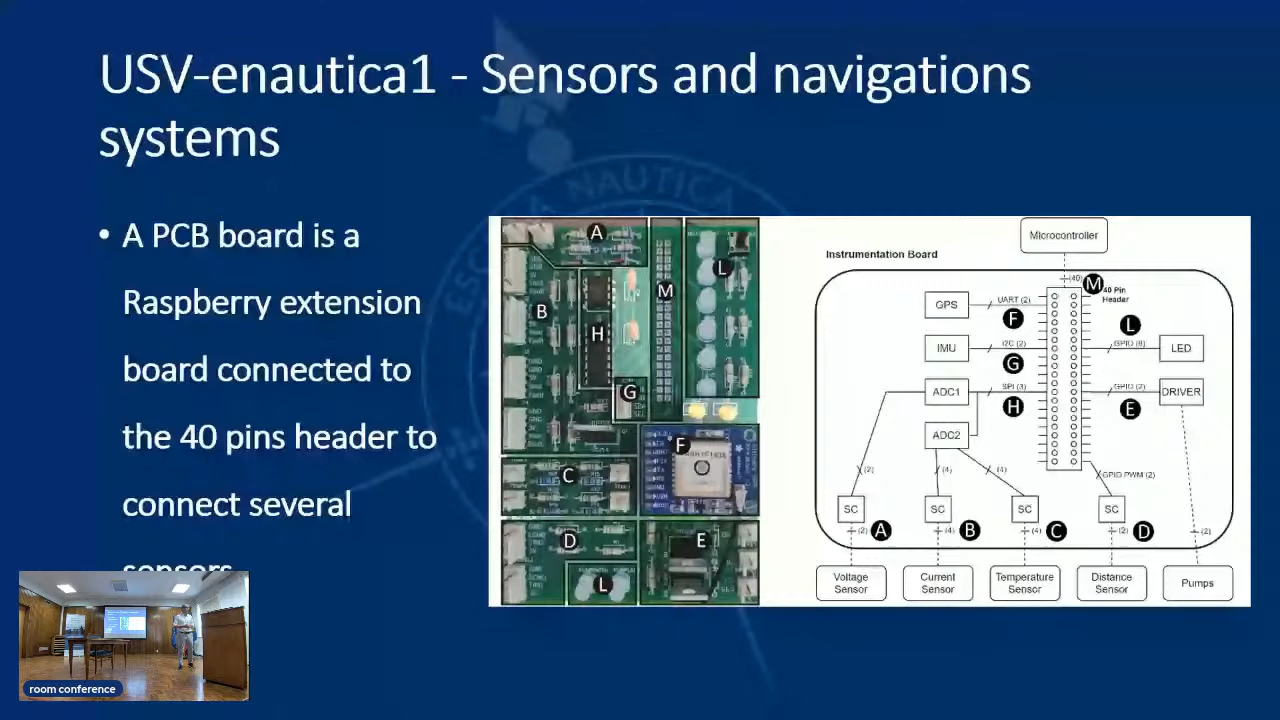 USV-enautica1 - Sensors and navigations
systems
• A PCB board is a
Raspberry extension
board connected to
the 40 pins header to
connect several
sensors
NAUTICA
A
B
H
M
L
G
F
C
D
E
L
Microcontroller
Instrumentation Board
(40)
M
40 Pin
Header
GPS
UART (2)
F
L
IMU
I2C (2)
G
GPIO (8)
LED
ADC1
SPI (3)
H
GPIO (2)
E
DRIVER
ADC2
(2)
(4)
(4)
GPIO PWM (2)
SC
SC
SC
SC
(2)
A
(4)
B
(4)
C
(2)
D
(2)
Voltage
Sensor
Current
Sensor
Temperature
Sensor
Distance
Sensor
Pumps
room conference